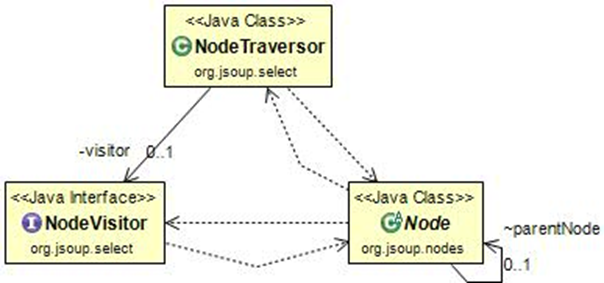 <<Java Class>>
C NodeTraversor
org.jsoup.select
-visitor 0..1
<<Java Interface>>
I NodeVisitor
org.jsoup.select
<<Java Class>>
C A Node
org.jsoup.nodes
~parentNode
0..1